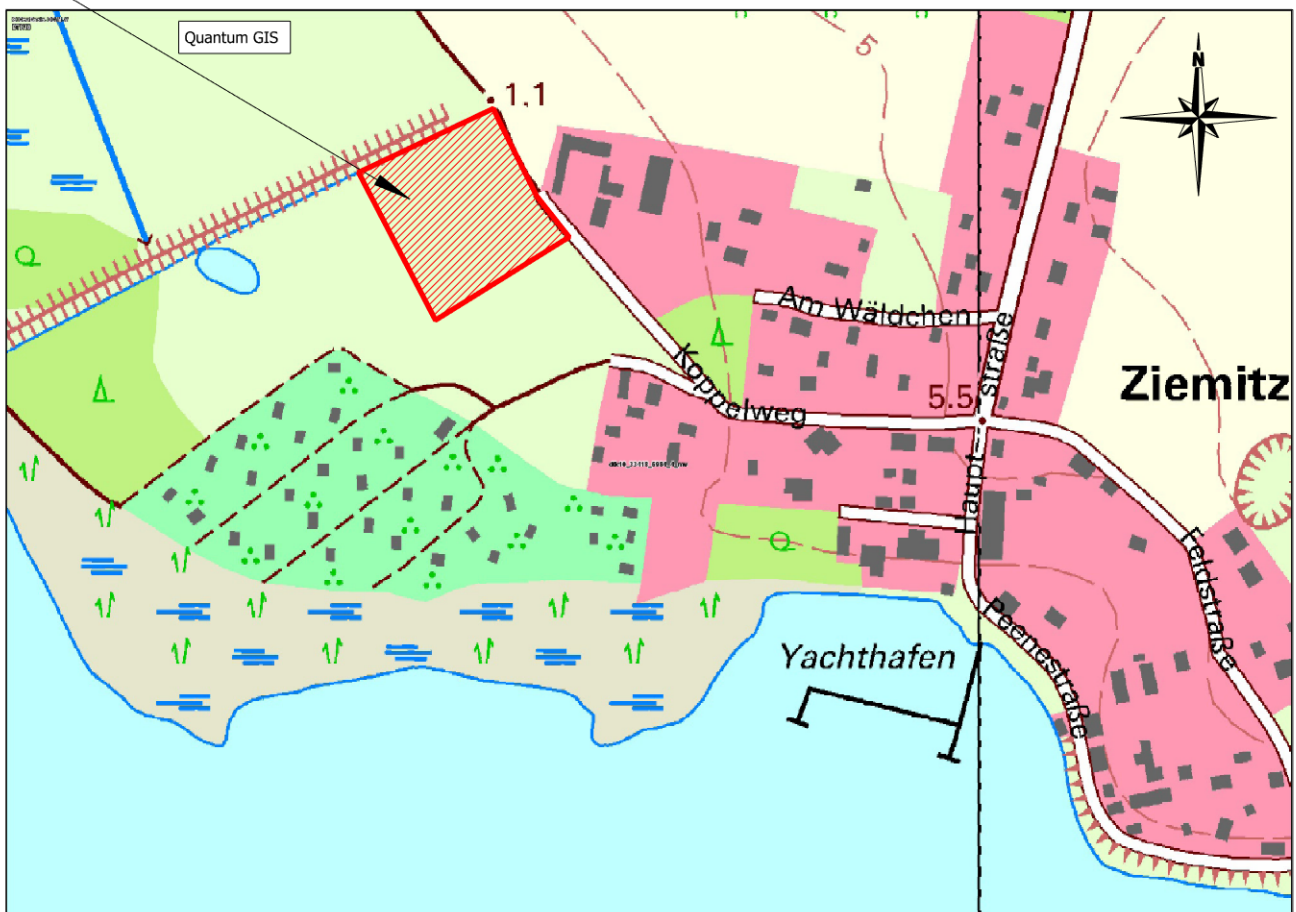 Quantum GIS
N
5
1.1
Am Wäldchen
Haupt-
straße
Ziemitz
Koppelweg
5.5
Feldstraße
Peenestraße
Yachthafen